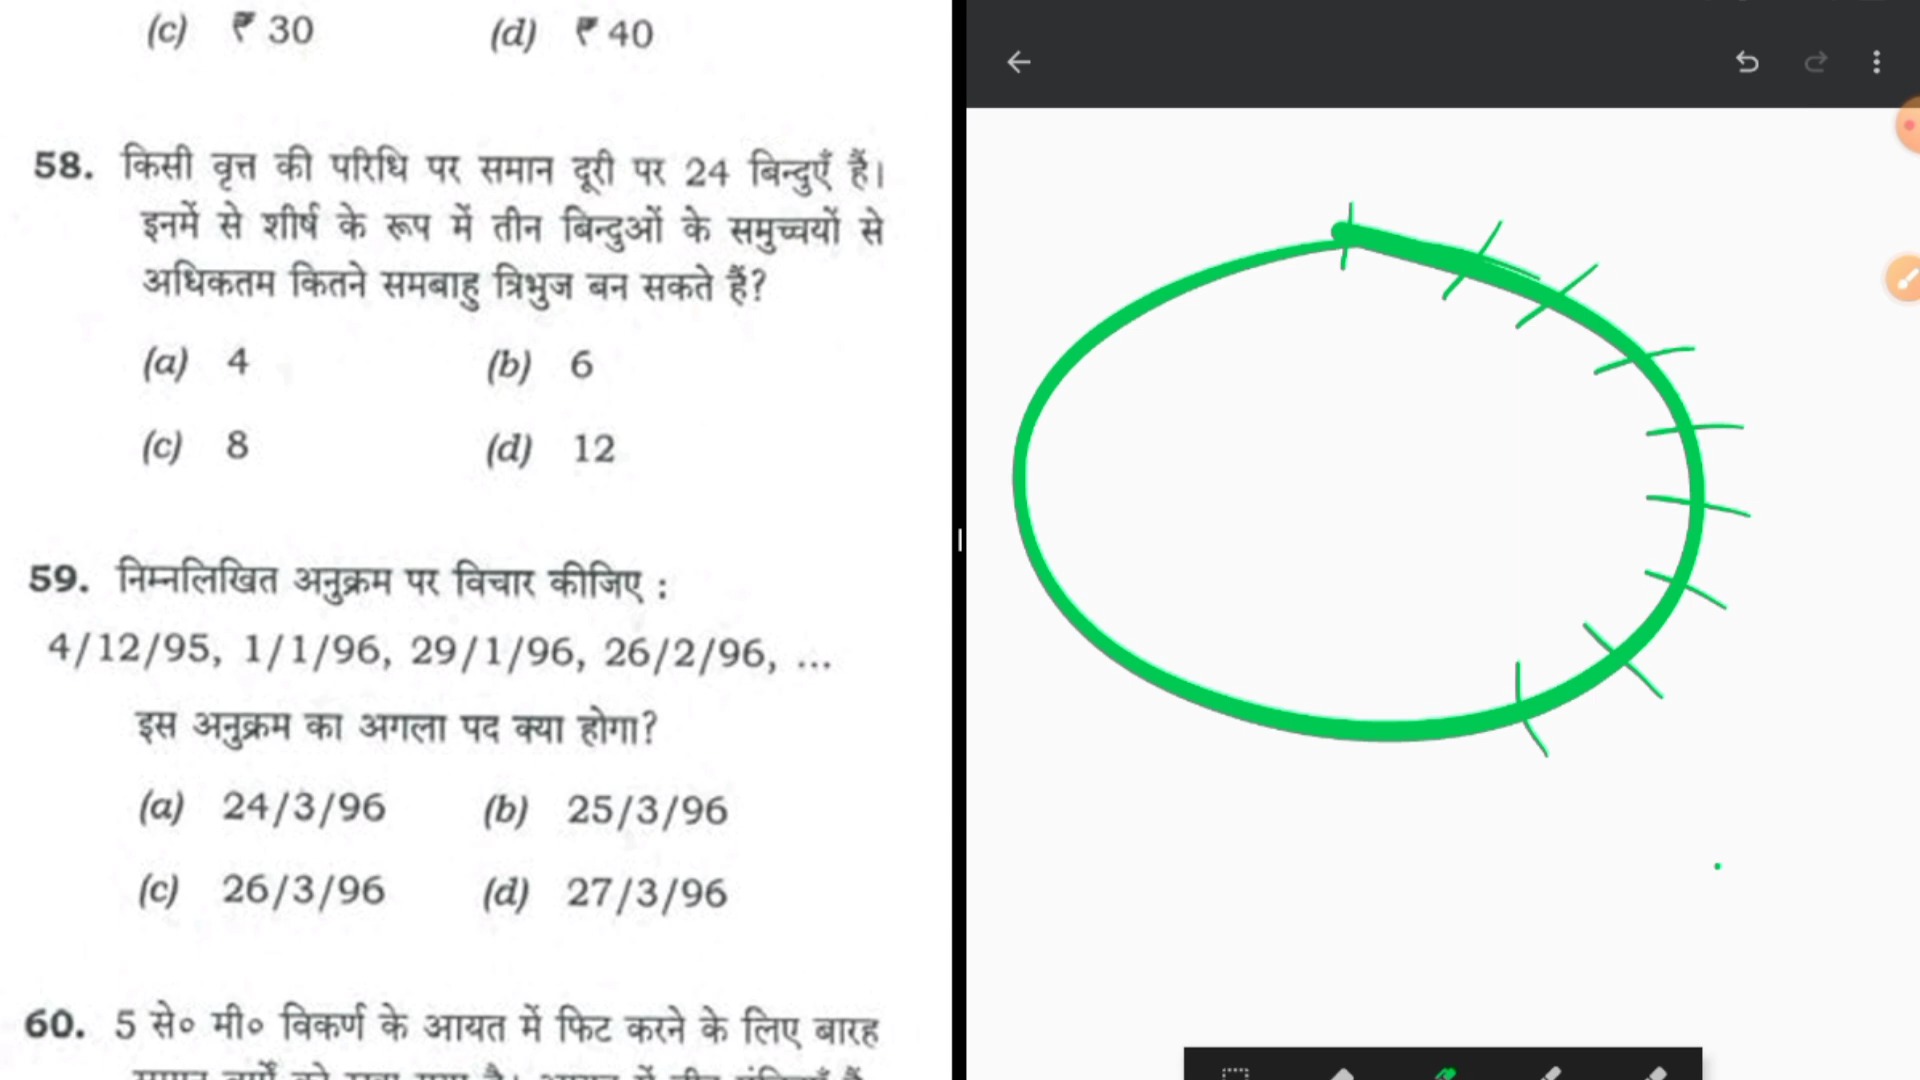 (c) ₹ 30 (d) ₹ 40
58. किसी वृत्त की परिधि पर समान दूरी पर 24 बिन्दुएँ हैं।
इनमें से शीर्ष के रूप में तीन बिन्दुओं के समुच्चयों से
अधिकतम कितने समबाहु त्रिभुज बन सकते हैं?
(a) 4 (b) 6
(c) 8 (d) 12
59. निम्नलिखित अनुक्रम पर विचार कीजिए :
4/12/95, 1/1/96, 29/1/96, 26/2/96, ...
इस अनुक्रम का अगला पद क्या होगा?
(a) 24/3/96 (b) 25/3/96
(c) 26/3/96 (d) 27/3/96
60. 5 से० मी० विकर्ण के आयत में फिट करने के लिए बारह